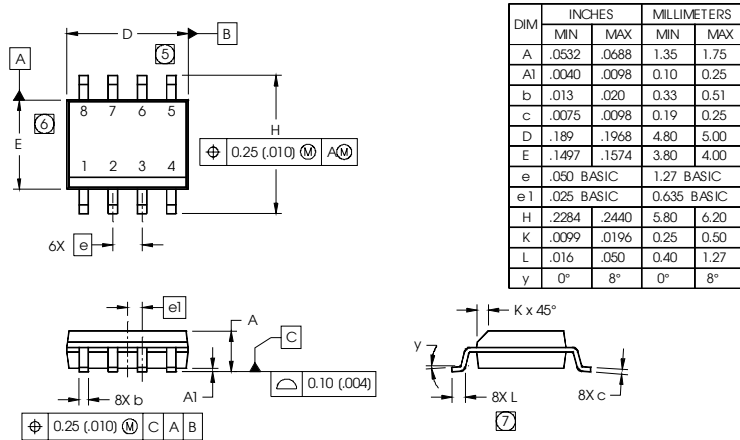 D
B
5
A
8 7 6 5
6
E
H
⌖ 0.25 (.010) Ⓜ AⓂ
1 2 3 4
6X e
DIM INCHES MILLIMETERS
MIN MAX MIN MAX
A .0532 .0688 1.35 1.75
A1 .0040 .0098 0.10 0.25
b .013 .020 0.33 0.51
c .0075 .0098 0.19 0.25
D .189 .1968 4.80 5.00
E .1497 .1574 3.80 4.00
e .050 BASIC 1.27 BASIC
e1 .025 BASIC 0.635 BASIC
H .2284 .2440 5.80 6.20
K .0099 .0196 0.25 0.50
L .016 .050 0.40 1.27
y 0° 8° 0° 8°
e1
A
C
A1
8X b
0.10 (.004)
⌖ 0.25 (.010) Ⓜ C A B
K x 45°
y
8X L
8X c
7